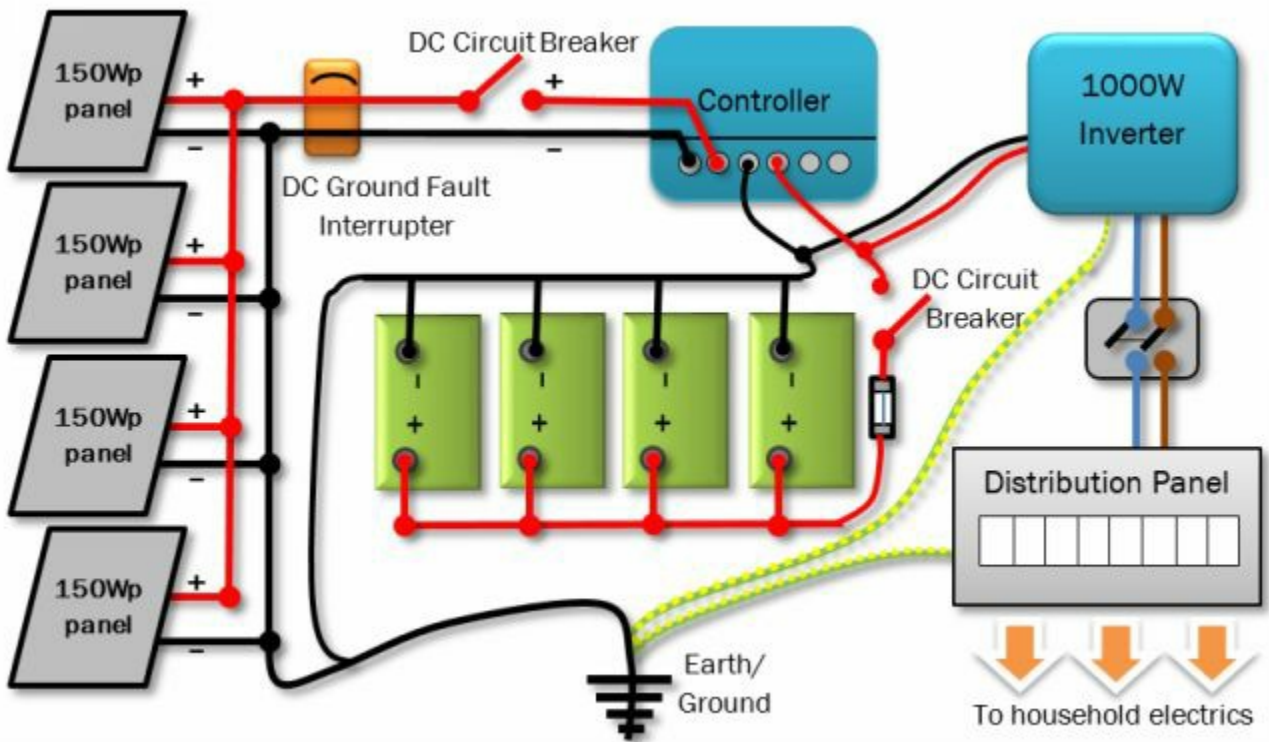 150Wp
panel
+
−
150Wp
panel
+
−
150Wp
panel
+
−
150Wp
panel
+
−
DC Ground Fault
Interrupter
DC Circuit Breaker
+
−
Controller
1000W
Inverter
− + − + − + − +
DC Circuit
Breaker
Distribution Panel
Earth/
Ground
To household electrics